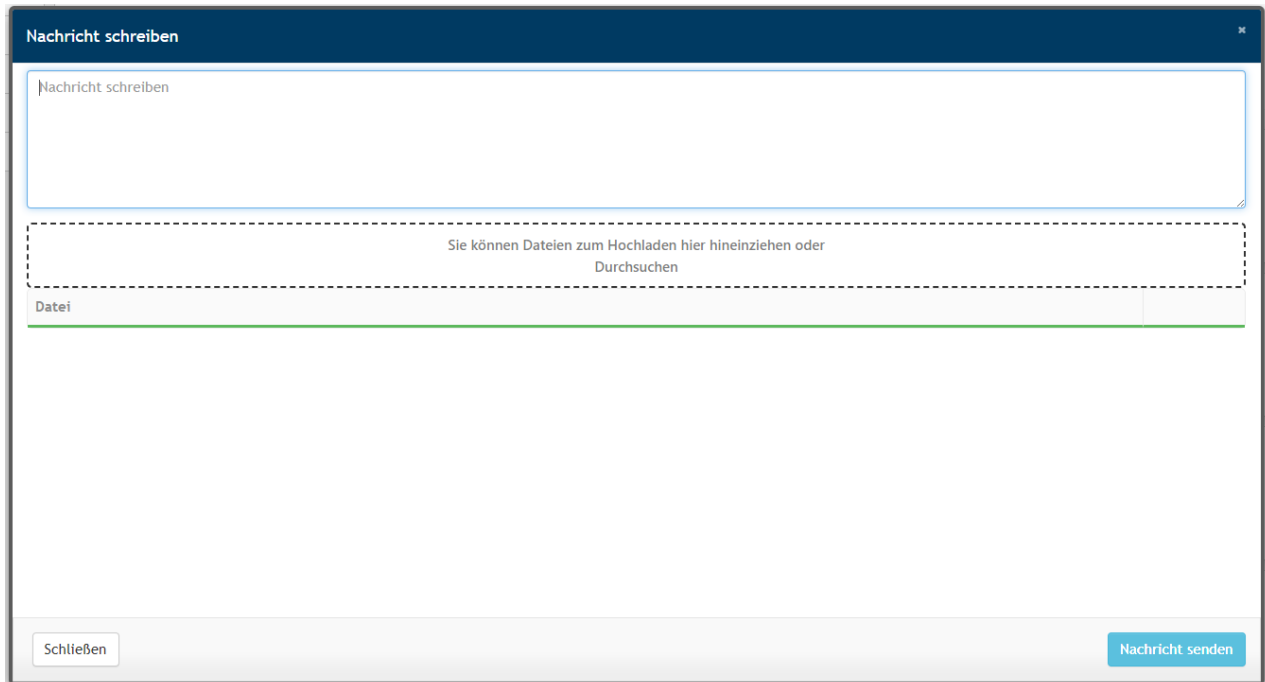 Nachricht schreiben
×
Nachricht schreiben
Sie können Dateien zum Hochladen hier hineinziehen oder
Durchsuchen
Datei
Schließen
Nachricht senden